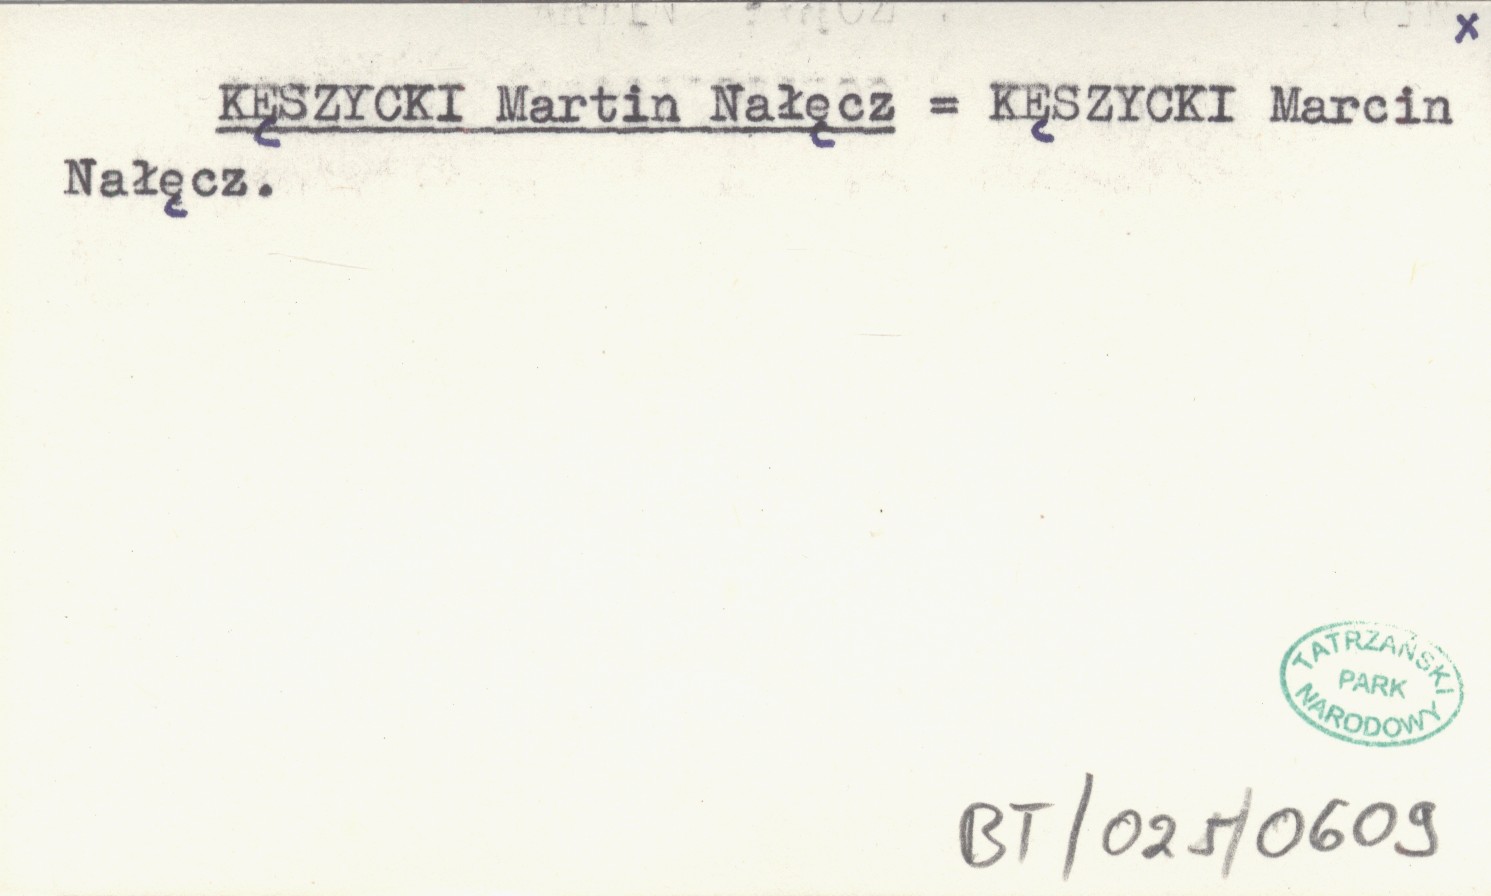 x
KĘSZYCKI Martin Nałęcz = KĘSZYCKI Marcin
Nałęcz.
TATRZAŃSKI
PARK
NARODOWY
BT/025/0609